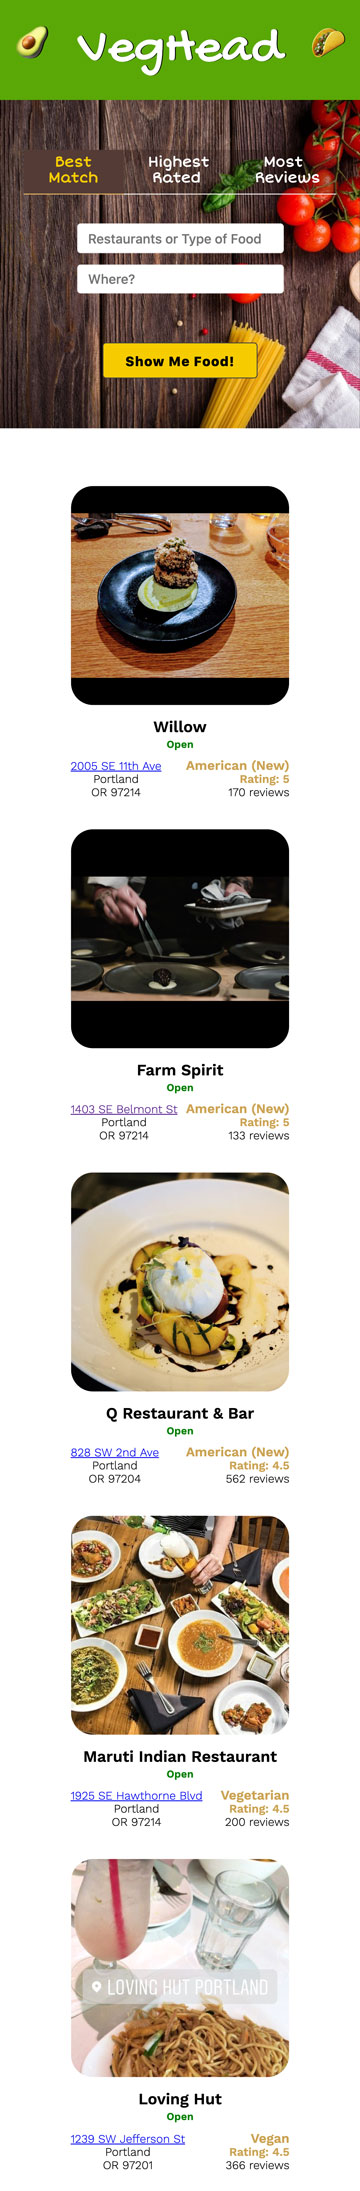 VegHead
Best Match
Highest Rated
Most Reviews
Restaurants or Type of Food
Where?
Show Me Food!
Willow
Open
2005 SE 11th Ave
Portland
OR 97214
American (New)
Rating: 5
170 reviews
Farm Spirit
Open
1403 SE Belmont St
Portland
OR 97214
American (New)
Rating: 5
133 reviews
Q Restaurant & Bar
Open
828 SW 2nd Ave
Portland
OR 97204
American (New)
Rating: 4.5
562 reviews
Maruti Indian Restaurant
Open
1925 SE Hawthorne Blvd
Portland
OR 97214
Vegetarian
Rating: 4.5
200 reviews
LOVING HUT PORTLAND
Loving Hut
Open
1239 SW Jefferson St
Portland
OR 97201
Vegan
Rating: 4.5
366 reviews